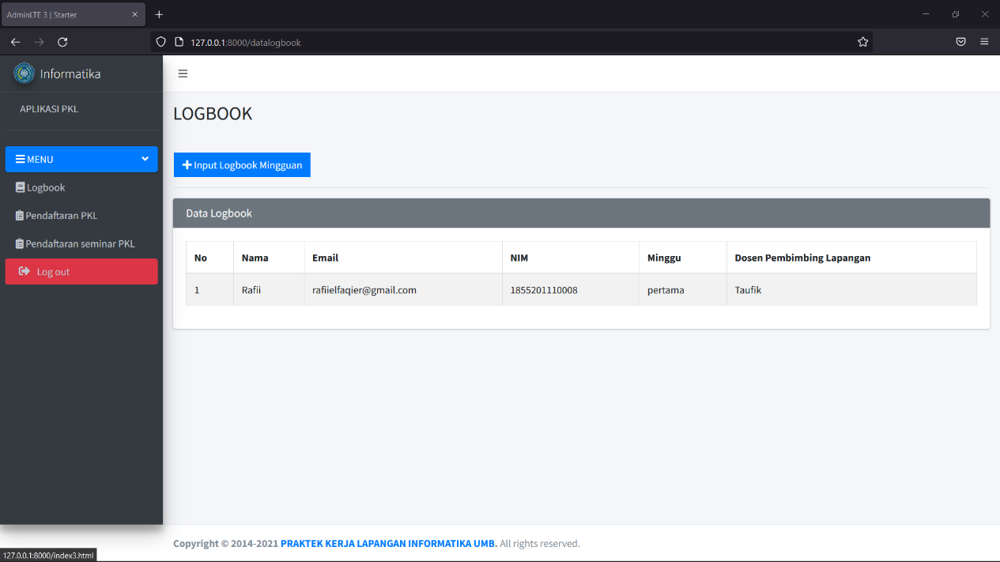 AdminLTE 3 | Starter
127.0.0.1:8000/datalogbook
Informatika
APLIKASI PKL
MENU
Logbook
Pendaftaran PKL
Pendaftaran seminar PKL
Log out
LOGBOOK
Input Logbook Mingguan
Data Logbook
No Nama Email NIM Minggu Dosen Pembimbing Lapangan
1 Rafii rafiielfaqier@gmail.com 1855201110008 pertama Taufik
Copyright © 2014-2021 PRAKTEK KERJA LAPANGAN INFORMATIKA UMB. All rights reserved.
127.0.0.1:8000/index3.html